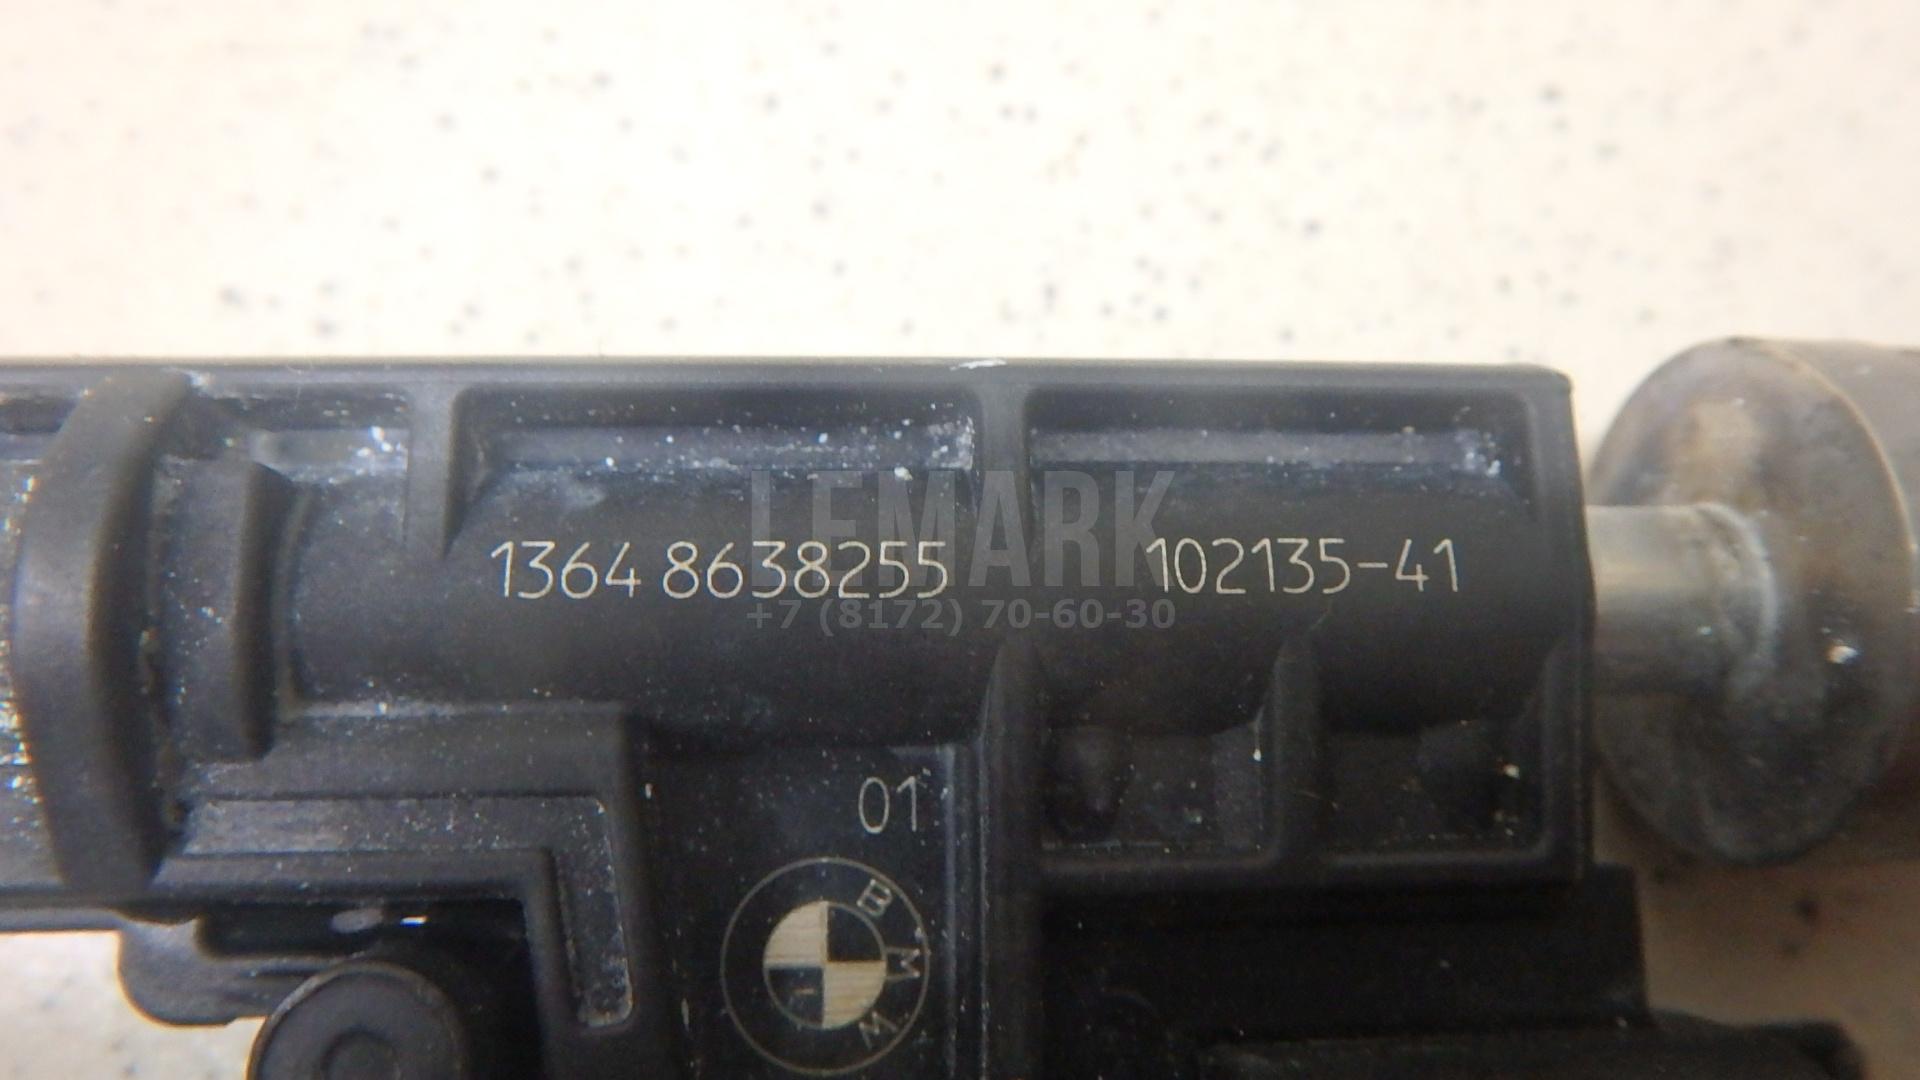 LEMARK
1364 8638255 102135-41
+7 (8172) 70-60-30
01
BMW